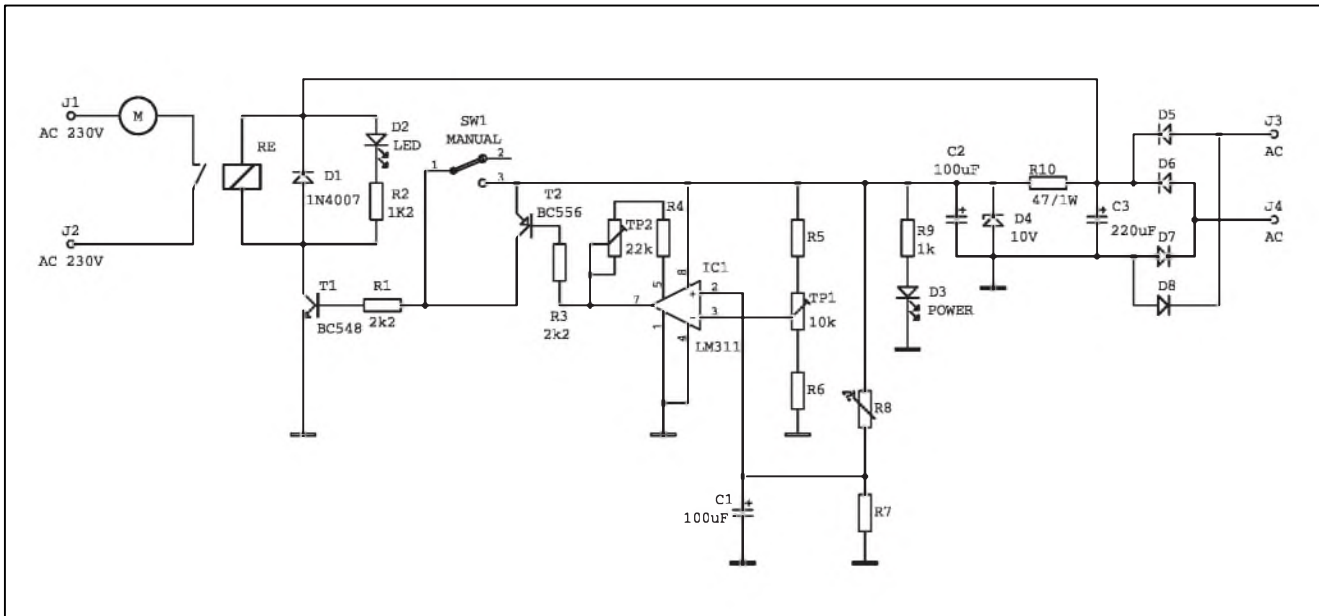 J1
AC 230V
M
J2
AC 230V
RE
D1
1N4007
D2
LED
R2
1K2
T1
BC548
R1
2k2
SW1
MANUAL
1
2
3
T2
BC556
R3
2k2
TP2
22k
R4
IC1
LM311
5
8
7
1
4
+
2
-
3
R5
TP1
10k
R6
C1
+
100uF
R8
R7
R9
1k
D3
POWER
C2
100uF
+
D4
10V
R10
47/1W
C3
+
220uF
D5
D6
D7
D8
J3
AC
J4
AC